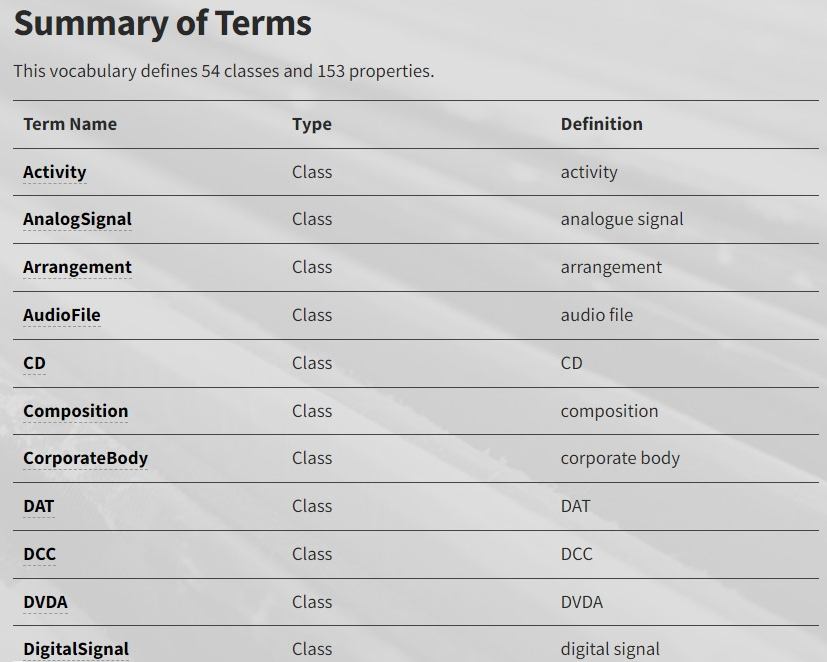 Summary of Terms
This vocabulary defines 54 classes and 153 properties.
Term Name Type Definition
Activity Class activity
AnalogSignal Class analogue signal
Arrangement Class arrangement
AudioFile Class audio file
CD Class CD
Composition Class composition
CorporateBody Class corporate body
DAT Class DAT
DCC Class DCC
DVDA Class DVDA
DigitalSignal Class digital signal